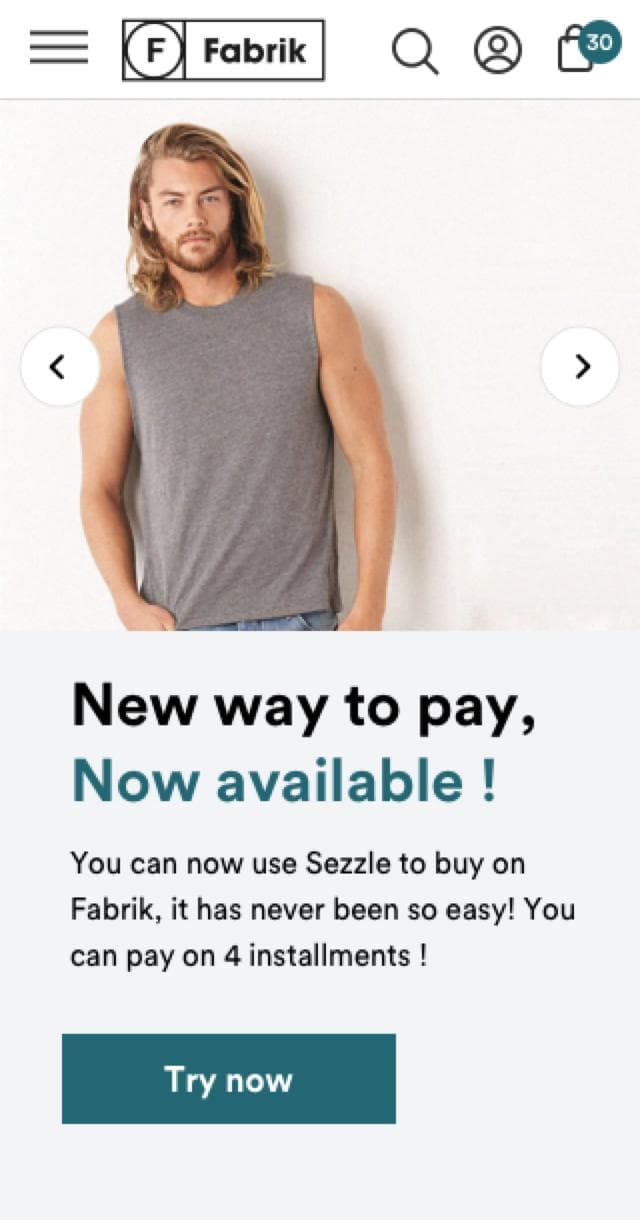 F Fabrik
30
New way to pay,
Now available !
You can now use Sezzle to buy on
Fabrik, it has never been so easy! You
can pay on 4 installments !
Try now